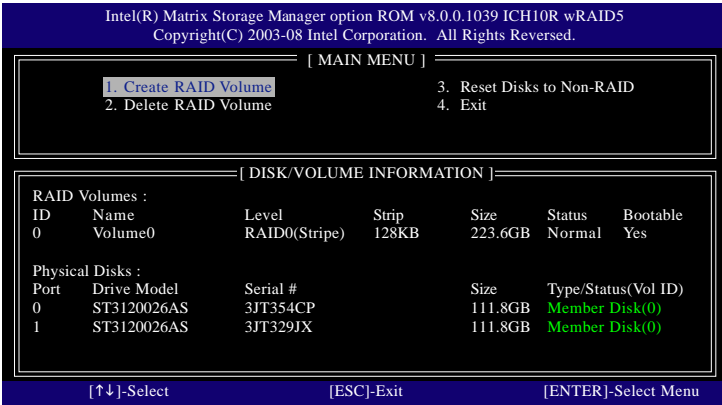 Intel(R) Matrix Storage Manager option ROM v8.0.0.1039 ICH10R wRAID5
Copyright(C) 2003-08 Intel Corporation. All Rights Reversed.
[ MAIN MENU ]
1. Create RAID Volume 3. Reset Disks to Non-RAID
2. Delete RAID Volume 4. Exit
[ DISK/VOLUME INFORMATION ]
RAID Volumes :
ID Name Level Strip Size Status Bootable
0 Volume0 RAID0(Stripe) 128KB 223.6GB Normal Yes
Physical Disks :
Port Drive Model Serial # Size Type/Status(Vol ID)
0 ST3120026AS 3JT354CP 111.8GB Member Disk(0)
1 ST3120026AS 3JT329JX 111.8GB Member Disk(0)
[↑↓]-Select [ESC]-Exit [ENTER]-Select Menu